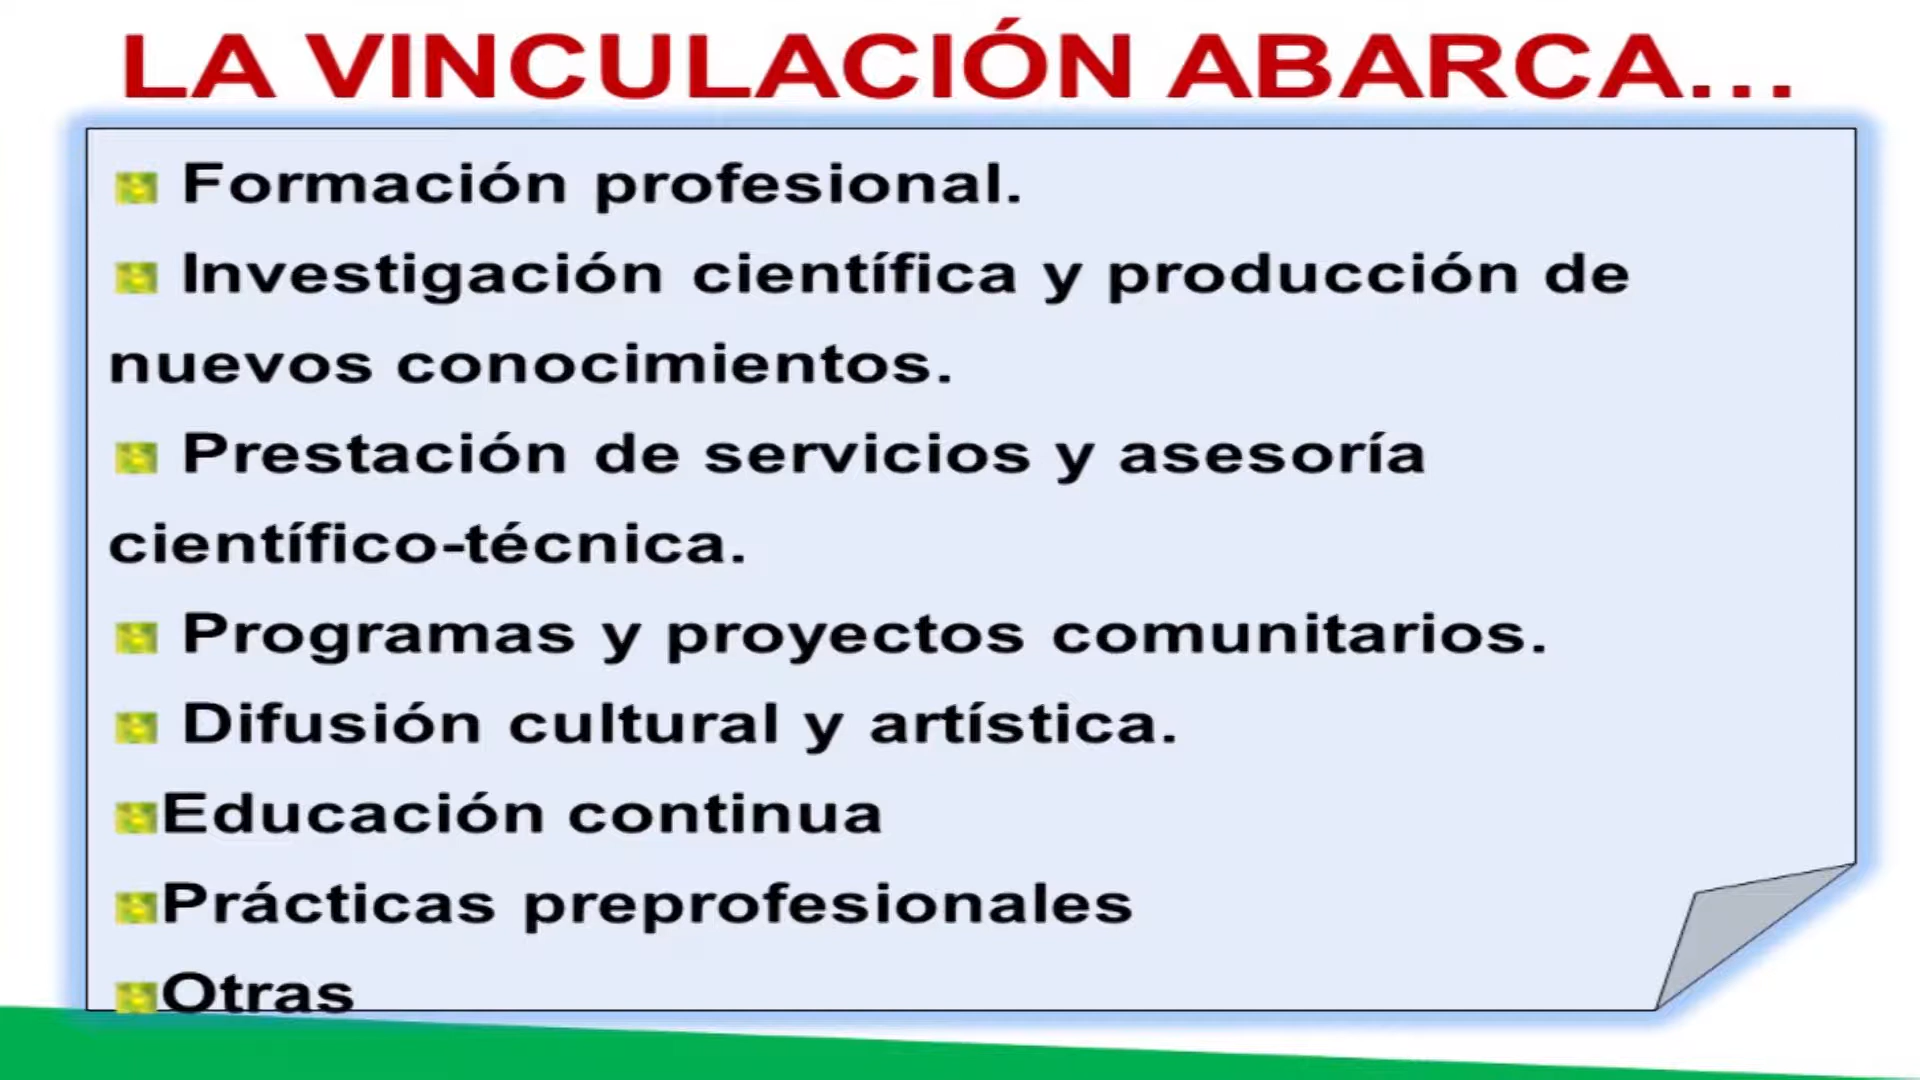 LA VINCULACIÓN ABARCA...
Formación profesional.
Investigación científica y producción de
nuevos conocimientos.
Prestación de servicios y asesoría
científico-técnica.
Programas y proyectos comunitarios.
Difusión cultural y artística.
Educación continua
Prácticas preprofesionales
Otras